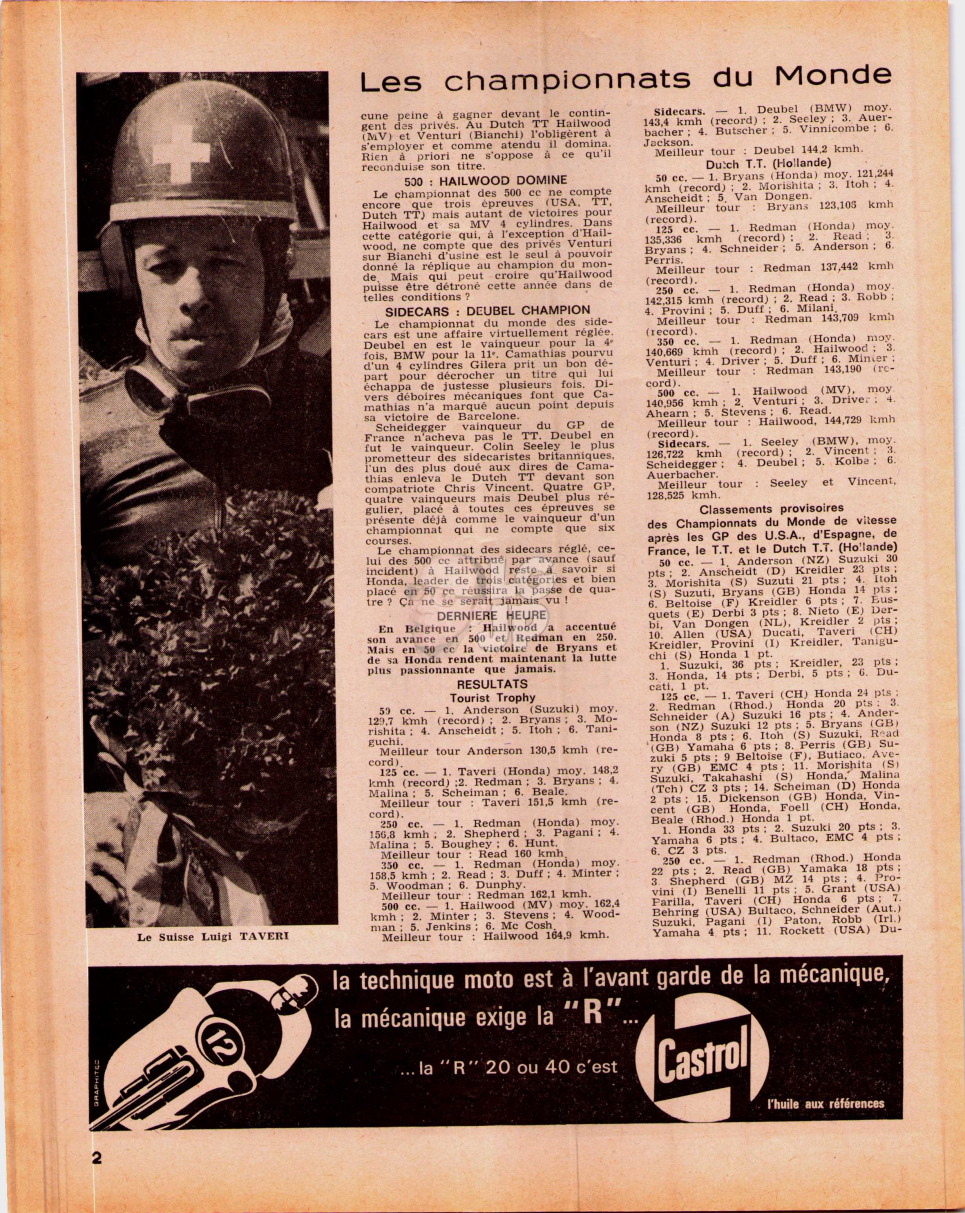 Les championnats du Monde
cune peine à gagner devant le contin-
gent des privés. Au Dutch TT Hailwood
(MV) et Venturi (Bianchi) l'obligèrent à
s'employer et comme attendu il domina.
Rien à priori ne s'oppose à ce qu'il
reconduise son titre.
500 : HAILWOOD DOMINE
Le championnat des 500 cc ne compte
encore que trois épreuves (USA, TT,
Dutch TT) mais autant de victoires pour
Hailwood et sa MV 4 cylindres. Dans
cette catégorie qui, à l'exception d'Hail-
wood, ne compte que des privés Venturi
sur Bianchi d'usine est le seul à pouvoir
donné la réplique au champion du mon-
de. Mais qui peut croire qu'Hailwood
puisse être détroné cette année dans de
telles conditions ?
SIDECARS : DEUBEL CHAMPION
Le championnat du monde des side-
cars est une affaire virtuellement réglée.
Deubel en est le vainqueur pour la 4e
fois, BMW pour la 11e. Camathias pourvu
d'un 4 cylindres Gilera prit un bon dé-
part pour décrocher un titre qui lui
échappa de justesse plusieurs fois. Di-
vers déboires mécaniques font que Ca-
mathias n'a marqué aucun point depuis
sa victoire de Barcelone.
Scheidegger vainqueur du GP de
France n'acheva pas le TT. Deubel en
fut le vainqueur. Colin Seeley le plus
prometteur des sidecaristes britanniques,
l'un des plus doué aux dires de Cama-
thias enleva le Dutch TT devant son
compatriote Chris Vincent. Quatre GP,
quatre vainqueurs mais Deubel plus ré-
gulier, placé à toutes ces épreuves se
présente déjà comme le vainqueur d'un
championnat qui ne compte que six
courses.
Le championnat des sidecars réglé, ce-
lui des 500 cc attribué par avance (sauf
incident) à Hailwood reste à savoir si
Honda, leader de trois catégories et bien
placé en 50 cc réussira la passe de qua-
tre ? Ça ne se serait jamais vu !
DERNIERE HEURE
En Belgique : Hailwood a accentué
son avance en 500 et Redman en 250.
Mais en 50 cc la victoire de Bryans et
de sa Honda rendent maintenant la lutte
plus passionnante que jamais.
RESULTATS
Tourist Trophy
50 cc. — 1. Anderson (Suzuki) moy.
129,7 kmh (record) ; 2. Bryans ; 3. Mo-
rishita ; 4. Anscheidt ; 5. Itoh ; 6. Tani-
guchi.
Meilleur tour Anderson 130,5 kmh (re-
cord).
125 cc. — 1. Taveri (Honda) moy. 148,2
kmh (record) ;2. Redman ; 3. Bryans ; 4.
Malina ; 5. Scheiman ; 6. Beale.
Meilleur tour : Taveri 151,5 kmh (re-
cord).
250 cc. — 1. Redman (Honda) moy.
156,8 kmh ; 2. Shepherd ; 3. Pagani ; 4.
Malina ; 5. Boughey ; 6. Hunt.
Meilleur tour : Read 160 kmh.
350 cc. — 1. Redman (Honda) moy.
158,5 kmh ; 2. Read ; 3. Duff ; 4. Minter ;
5. Woodman ; 6. Dunphy.
Meilleur tour : Redman 162,1 kmh.
500 cc. — 1. Hailwood (MV) moy. 162,4
kmh ; 2. Minter ; 3. Stevens ; 4. Wood-
man ; 5. Jenkins ; 6. Mc Cosh.
Meilleur tour : Hailwood 164,9 kmh.
Sidecars. — 1. Deubel (BMW) moy.
143,4 kmh (record) ; 2. Seeley ; 3. Auer-
bacher ; 4. Butscher ; 5. Vinnicombe ; 6.
Jackson.
Meilleur tour : Deubel 144,2 kmh.
Dutch T.T. (Hollande)
50 cc. — 1. Bryans (Honda) moy. 121,244
kmh (record) ; 2. Morishita ; 3. Itoh ; 4.
Anscheidt ; 5. Van Dongen.
Meilleur tour : Bryans 123,108 kmh
(record).
125 cc. — 1. Redman (Honda) moy.
135,336 kmh (record) ; 2. Read ; 3.
Bryans ; 4. Schneider ; 5. Anderson ; 6.
Perris.
Meilleur tour : Redman 137,442 kmh
(record).
250 cc. — 1. Redman (Honda) moy.
142,315 kmh (record) ; 2. Read ; 3. Robb ;
4. Provini ; 5. Duff ; 6. Milani.
Meilleur tour : Redman 143,709 kmh
(record).
350 cc. — 1. Redman (Honda) moy.
140,669 kmh (record) ; 2. Hailwood ; 3.
Venturi ; 4. Driver ; 5. Duff ; 6. Minter ;
Meilleur tour : Redman 143,190 (re-
cord).
500 cc. — 1. Hailwood (MV), moy
140,956 kmh ; 2. Venturi ; 3. Driver ; 4.
Ahearn ; 5. Stevens ; 6. Read.
Meilleur tour : Hailwood, 144,729 kmh
(record).
Sidecars. — 1. Seeley (BMW), moy.
126,722 kmh (record) ; 2. Vincent ; 3.
Scheidegger ; 4. Deubel ; 5. Kolbe ; 6.
Auerbacher.
Meilleur tour : Seeley et Vincent,
128,525 kmh.
Classements provisoires
des Championnats du Monde de vitesse
après les GP des U.S.A., d'Espagne, de
France, le T.T. et le Dutch T.T. (Hollande)
50 cc. — 1. Anderson (NZ) Suzuki 30
pts ; 2. Anscheidt (D) Kreidler 23 pts ;
3. Morishita (S) Suzuti 21 pts ; 4. Itoh
(S) Suzuti, Bryans (GB) Honda 14 pts ;
6. Beltoise (F) Kreidler 6 pts ; 7. Bus-
quets (E) Derbi 3 pts ; 8. Nieto (E) Der-
bi, Van Dongen (NL), Kreidler 2 pts ;
10. Allen (USA) Ducati, Taveri (CH)
Kreidler, Provini (I) Kreidler, Tanigu-
chi (S) Honda 1 pt.
1. Suzuki, 36 pts ; Kreidler, 23 pts ;
3. Honda, 14 pts ; Derbi, 5 pts ; 6. Du-
cati, 1 pt.
125 cc. — 1. Taveri (CH) Honda 24 pts ;
2. Redman (Rhod.) Honda 20 pts ; 3.
Schneider (A) Suzuki 16 pts ; 4. Ander-
son (NZ) Suzuki 12 pts ; 5. Bryans (GB)
Honda 8 pts ; 6. Itoh (S) Suzuki, Read
(GB) Yamaha 6 pts ; 8. Perris (GB) Su-
zuki 5 pts ; 9 Beltoise (F), Butiaco, Ave-
ry (GB) EMC 4 pts ; 11. Morishita (S)
Suzuki, Takahashi (S) Honda, Malina
(Tch) CZ 3 pts ; 14. Scheiman (D) Honda
2 pts ; 15. Dickenson (GB) Honda, Vin-
cent (GB) Honda, Foell (CH) Honda,
Beale (Rhod.) Honda 1 pt.
1. Honda 33 pts ; 2. Suzuki 20 pts ; 3.
Yamaha 6 pts ; 4. Bultaco, EMC 4 pts ;
6. CZ 3 pts.
250 cc. — 1. Redman (Rhod.) Honda
22 pts ; 2. Read (GB) Yamaka 18 pts ;
3 Shepherd (GB) MZ 14 pts ; 4. Pro-
vini (I) Benelli 11 pts ; 5. Grant (USA)
Parilla, Taveri (CH) Honda 6 pts ; 7.
Behring (USA) Bultaco, Schneider (Aut.)
Suzuki, Pagani (I) Paton, Robb (Irl.)
Yamaha 4 pts ; 11. Rockett (USA) Du-
Le Suisse Luigi TAVERI
la technique moto est à l'avant garde de la mécanique,
la mécanique exige la "R"...
...la "R" 20 ou 40 c'est
Castrol
l'huile aux références
12
GRAPHITEC
2